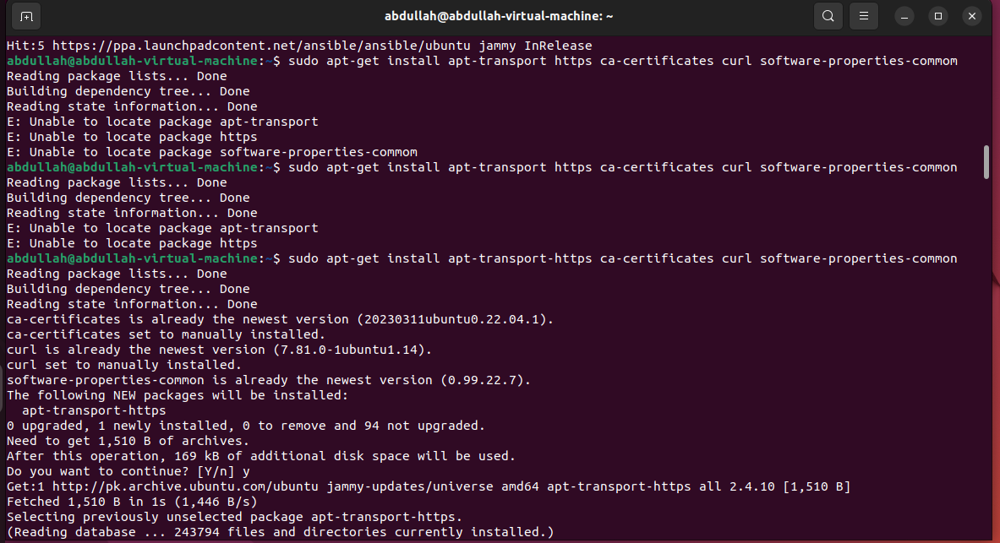 abdullah@abdullah-virtual-machine: ~
Hit:5 https://ppa.launchpadcontent.net/ansible/ansible/ubuntu jammy InRelease
abdullah@abdullah-virtual-machine:~$ sudo apt-get install apt-transport https ca-certificates curl software-properties-commom
Reading package lists... Done
Building dependency tree... Done
Reading state information... Done
E: Unable to locate package apt-transport
E: Unable to locate package https
E: Unable to locate package software-properties-commom
abdullah@abdullah-virtual-machine:~$ sudo apt-get install apt-transport https ca-certificates curl software-properties-common
Reading package lists... Done
Building dependency tree... Done
Reading state information... Done
E: Unable to locate package apt-transport
E: Unable to locate package https
abdullah@abdullah-virtual-machine:~$ sudo apt-get install apt-transport-https ca-certificates curl software-properties-common
Reading package lists... Done
Building dependency tree... Done
Reading state information... Done
ca-certificates is already the newest version (20230311ubuntu0.22.04.1).
ca-certificates set to manually installed.
curl is already the newest version (7.81.0-1ubuntu1.14).
curl set to manually installed.
software-properties-common is already the newest version (0.99.22.7).
The following NEW packages will be installed:
  apt-transport-https
0 upgraded, 1 newly installed, 0 to remove and 94 not upgraded.
Need to get 1,510 B of archives.
After this operation, 169 kB of additional disk space will be used.
Do you want to continue? [Y/n] y
Get:1 http://pk.archive.ubuntu.com/ubuntu jammy-updates/universe amd64 apt-transport-https all 2.4.10 [1,510 B]
Fetched 1,510 B in 1s (1,446 B/s)
Selecting previously unselected package apt-transport-https.
(Reading database ... 243794 files and directories currently installed.)